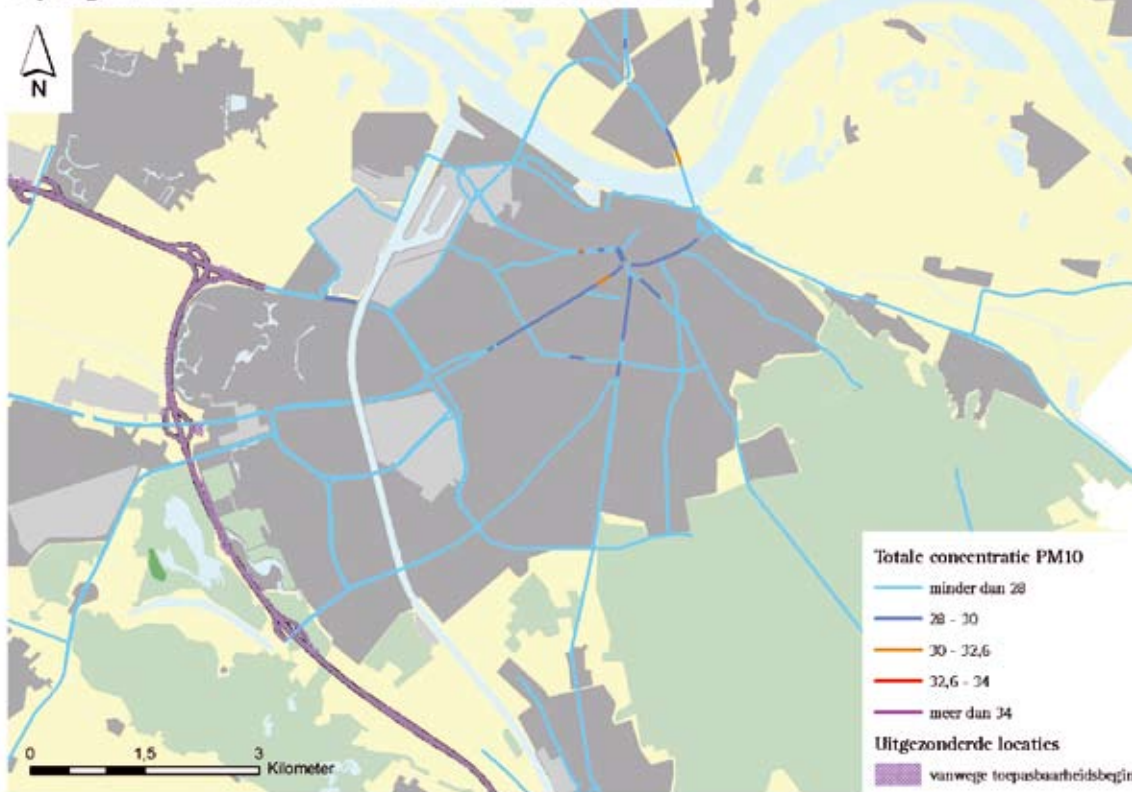 N
0 1,5 3
Kilometer
Totale concentratie PM10
minder dan 28
28 - 30
30 - 32,6
32,6 - 34
meer dan 34
Uitgezonderde locaties
vanwege toepasbaarheidsbegin